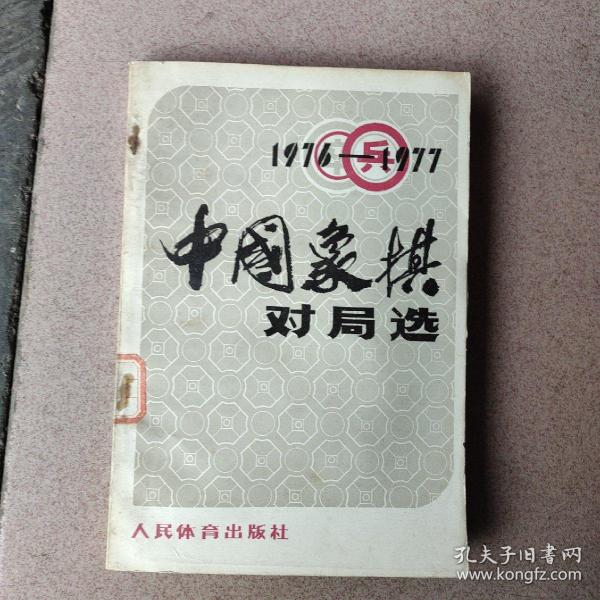 1976—1977
兵
中國象棋
对局选
人民体育出版社
孔夫子旧书网
www.kongfz.com